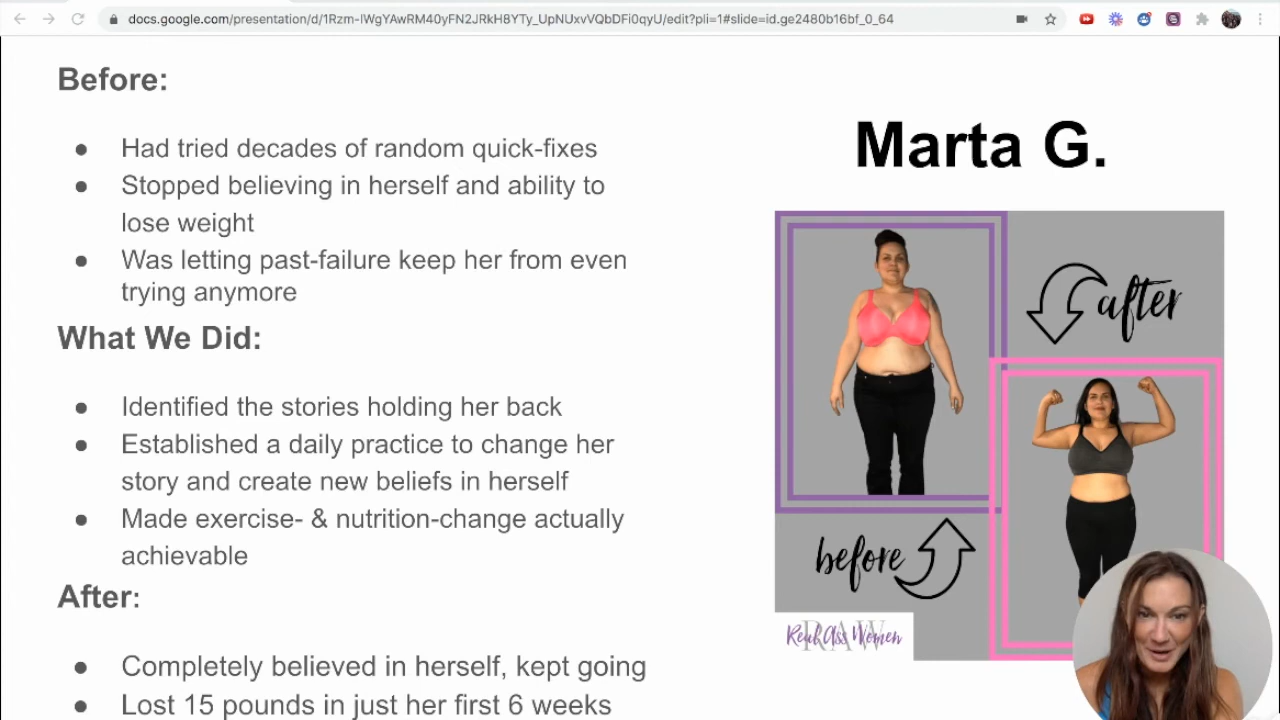 docs.google.com/presentation/d/1Rzm-IWgYAwRM40yFN2JRkH8YTy_UpNUxvVQbDFi0qyU/edit?pli=1#slide=id.ge2480b16bf_0_64
Before:
● Had tried decades of random quick-fixes
● Stopped believing in herself and ability to
lose weight
● Was letting past-failure keep her from even
trying anymore
What We Did:
● Identified the stories holding her back
● Established a daily practice to change her
story and create new beliefs in herself
● Made exercise- & nutrition-change actually
achievable
After:
● Completely believed in herself, kept going
● Lost 15 pounds in just her first 6 weeks
Marta G.
after
before
RAW